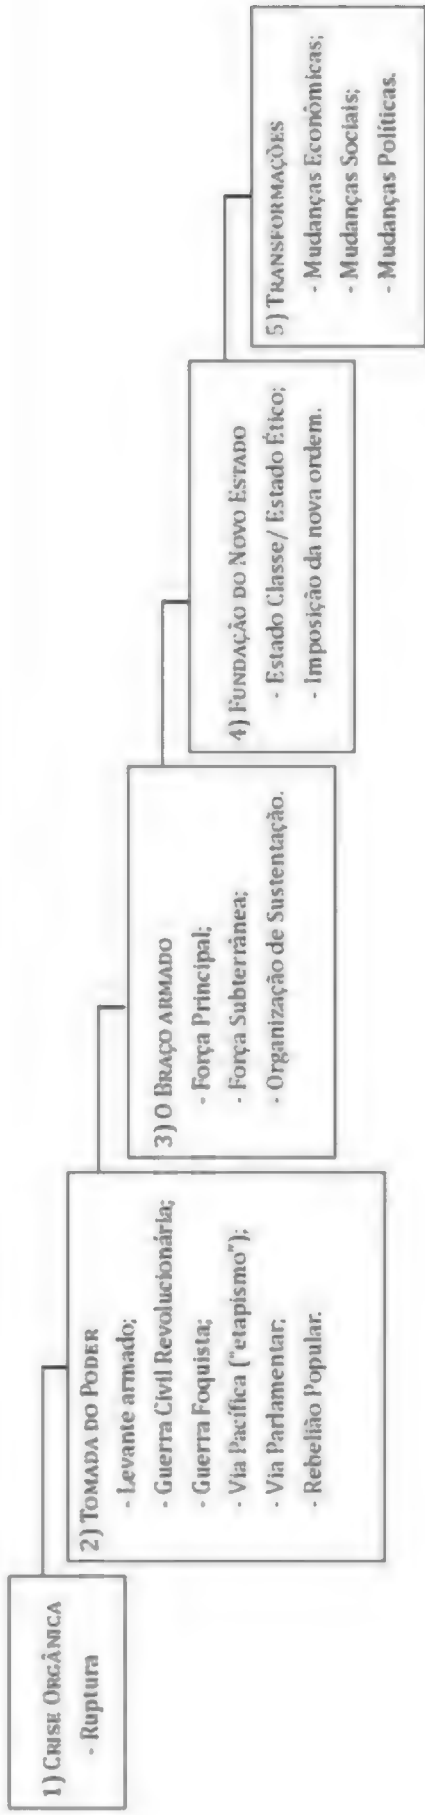 1) CRISE ORGÂNICA
- Ruptura
2) TOMADA DO PODER
- Levante armado;
- Guerra Civil Revolucionária;
- Guerra Foquista;
- Via Pacífica ("etapismo");
- Via Parlamentar;
- Rebelião Popular.
3) O BRAÇO ARMADO
- Força Principal;
- Força Subterrânea;
- Organização de Sustentação.
4) FUNDAÇÃO DO NOVO ESTADO
- Estado Classe/ Estado Ético;
- Imposição da nova ordem.
5) TRANSFORMAÇÕES
- Mudanças Econômicas;
- Mudanças Sociais;
- Mudanças Políticas.